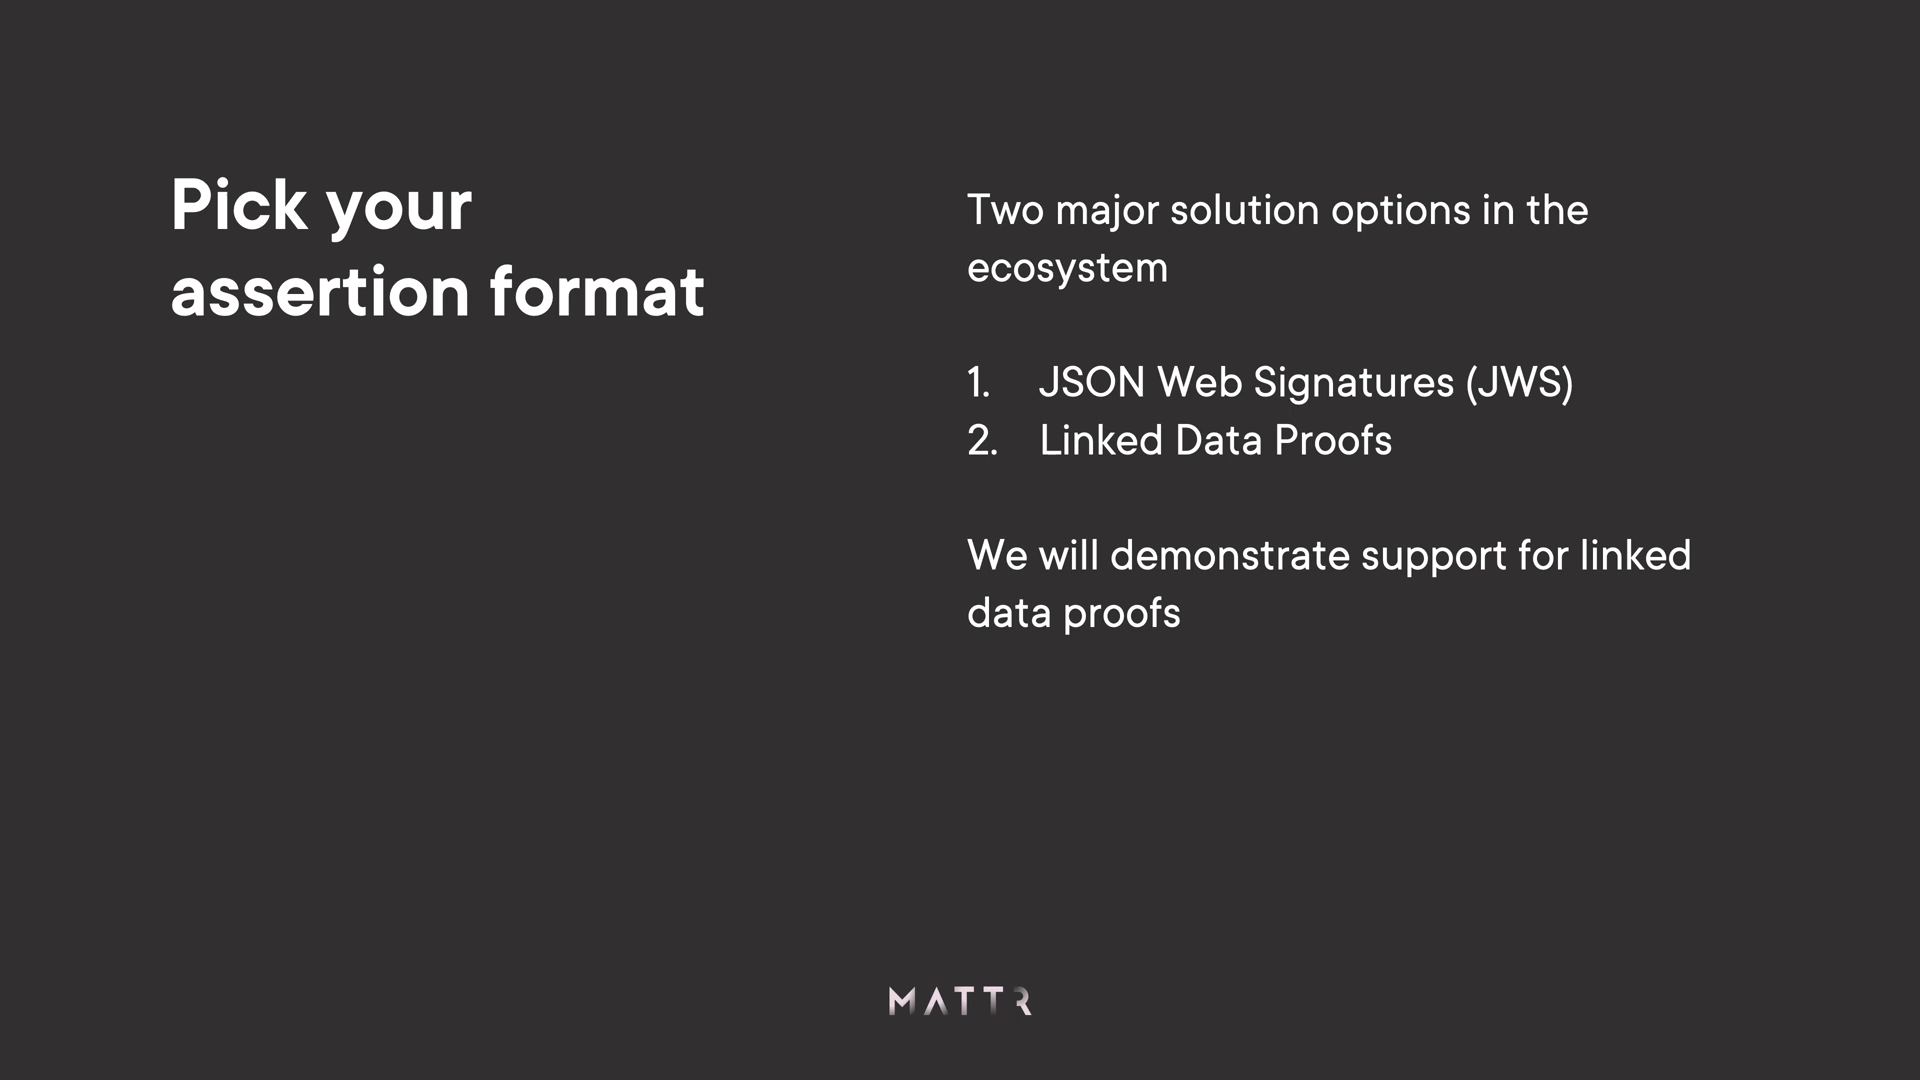 Pick your
assertion format
Two major solution options in the
ecosystem
1. JSON Web Signatures (JWS)
2. Linked Data Proofs
We will demonstrate support for linked
data proofs
MATTR